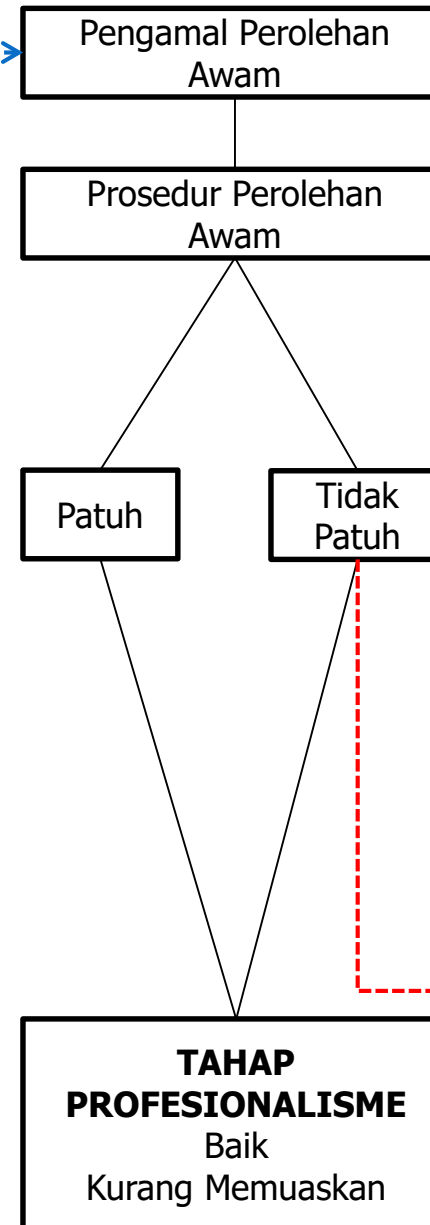 Pengamal Perolehan
Awam
Prosedur Perolehan
Awam
Patuh
Tidak
Patuh
TAHAP
PROFESIONALISME
Baik
Kurang Memuaskan